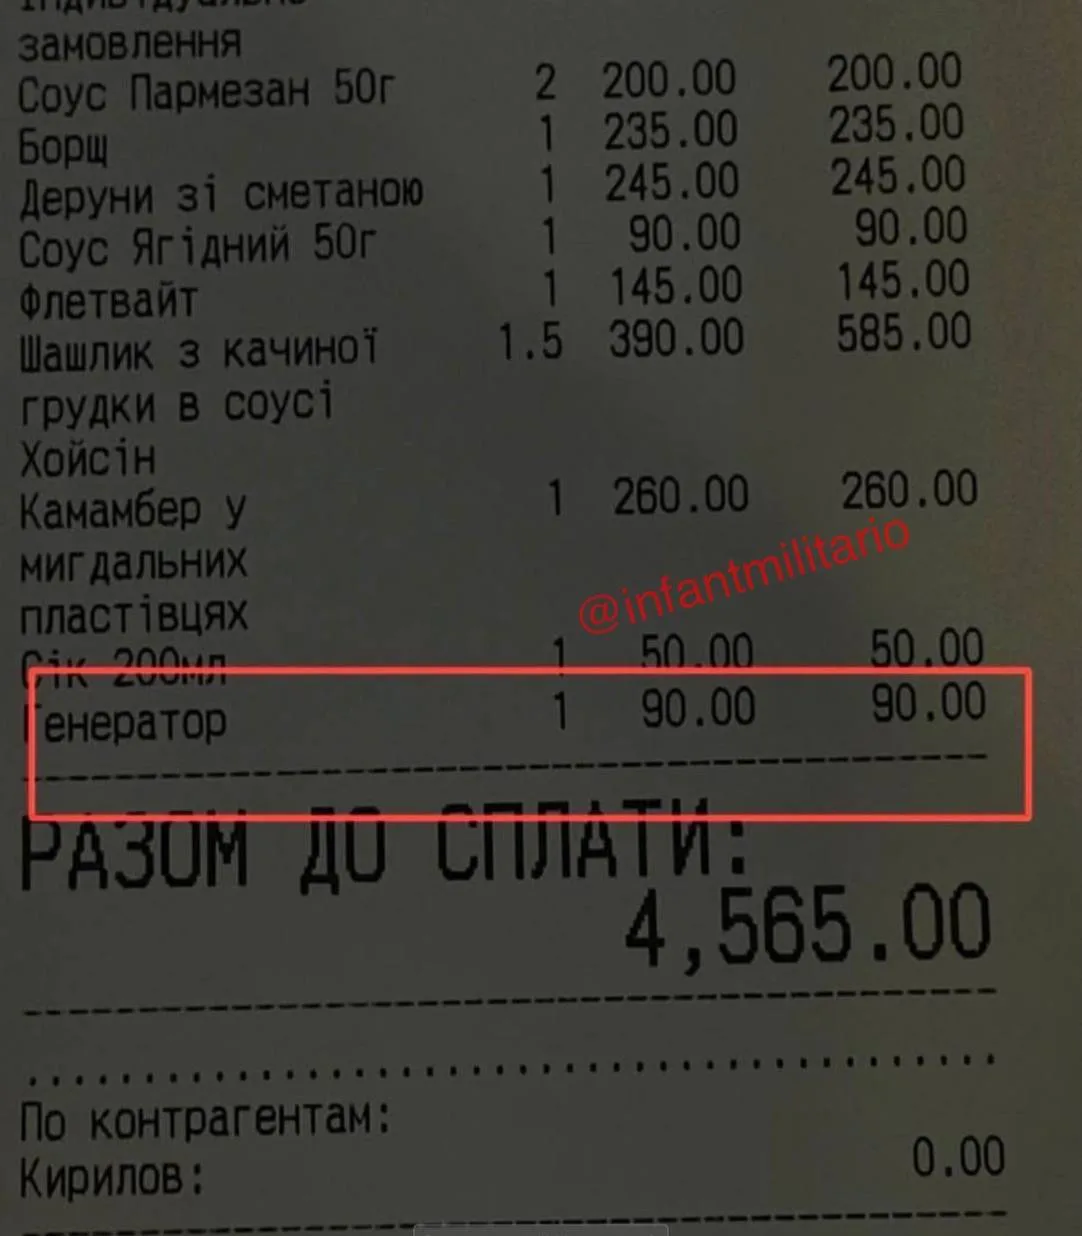 Індивідуальне
замовлення
Соус Пармезан 50г 2 200.00 200.00
Борщ 1 235.00 235.00
Деруни зі сметаною 1 245.00 245.00
Соус Ягідний 50г 1 90.00 90.00
Флетвайт 1 145.00 145.00
Шашлик з качиної 1.5 390.00 585.00
грудки в соусі
Хойсін
Камамбер у 1 260.00 260.00
мигдальних
пластівцях
@infantmilitario
Сік 200мл 1 50.00 50.00
Генератор 1 90.00 90.00
РАЗОМ ДО СПЛАТИ:
4,565.00
По контрагентам:
Кирилов: 0.00